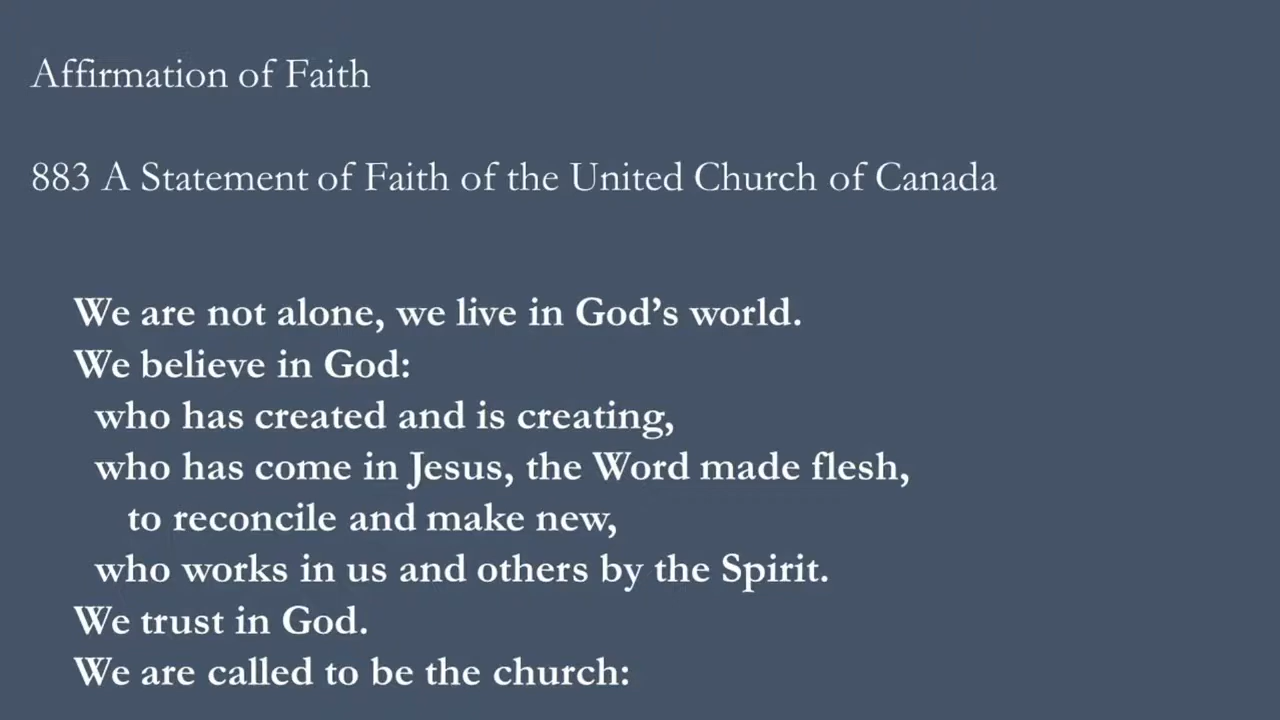 Affirmation of Faith
883 A Statement of Faith of the United Church of Canada
We are not alone, we live in God’s world.
We believe in God:
who has created and is creating,
who has come in Jesus, the Word made flesh,
to reconcile and make new,
who works in us and others by the Spirit.
We trust in God.
We are called to be the church: